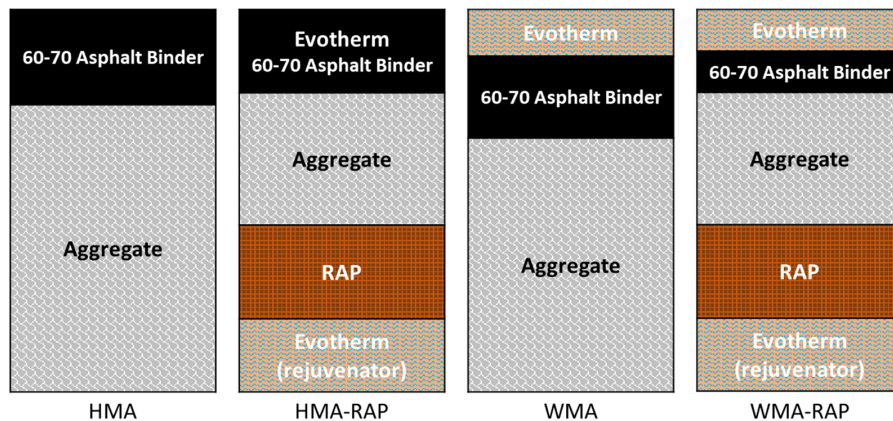 60-70 Asphalt Binder
Aggregate
HMA
Evotherm
60-70 Asphalt Binder
Aggregate
RAP
Evotherm
(rejuvenator)
HMA-RAP
Evotherm
60-70 Asphalt Binder
Aggregate
WMA
Evotherm
60-70 Asphalt Binder
Aggregate
RAP
Evotherm
(rejuvenator)
WMA-RAP